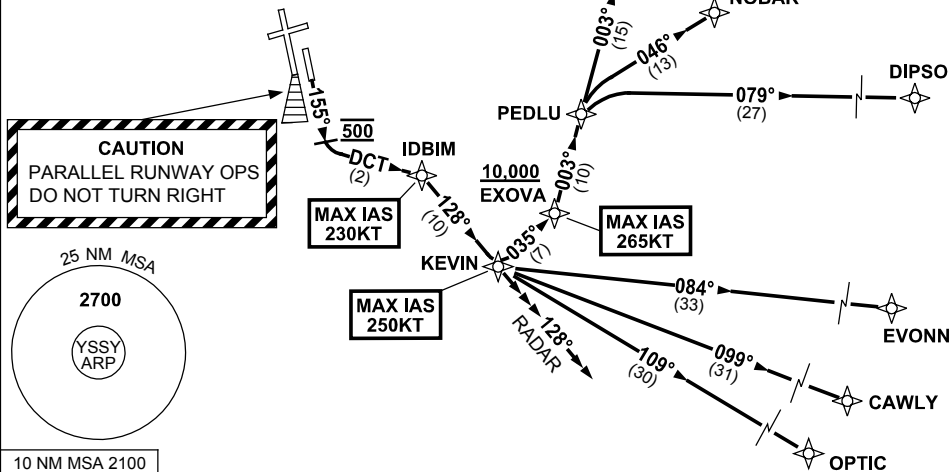 NOBAR
003°
(15)
046°
(13)
DIPSO
079°
(27)
PEDLU
155°
500
CAUTION
PARALLEL RUNWAY OPS
DO NOT TURN RIGHT
IDBIM
DCT
(2)
10,000
EXOVA
003°
(10)
MAX IAS
230KT
128°
(10)
MAX IAS
265KT
035°
(7)
KEVIN
25 NM MSA
2700
YSSY
ARP
MAX IAS
250KT
084°
(33)
EVONN
128°
RADAR
109°
(30)
099°
(31)
CAWLY
OPTIC
10 NM MSA 2100